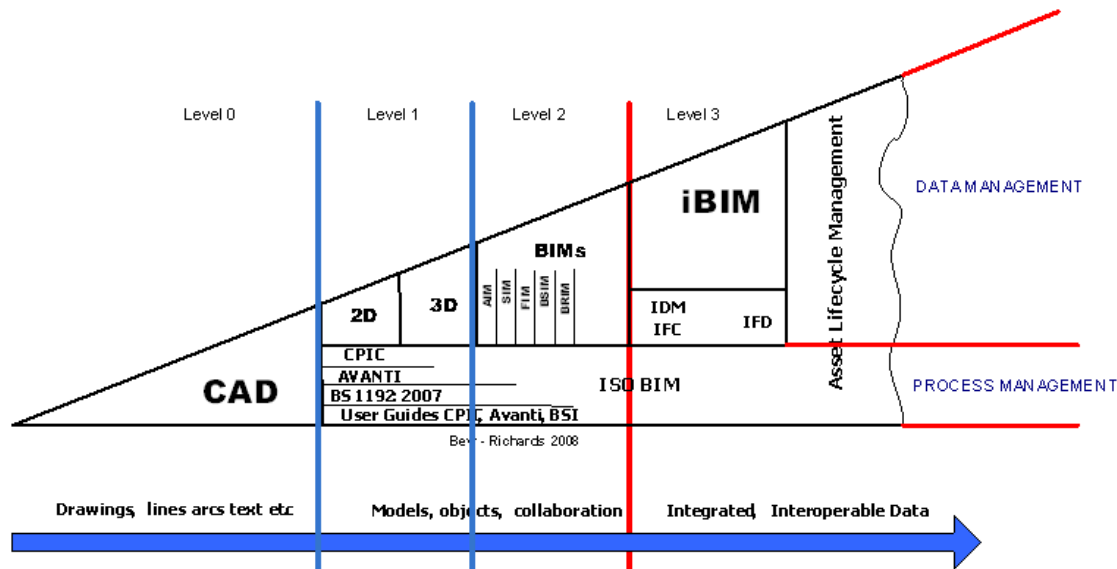 Level 0
Level 1
Level 2
Level 3
iBIM
Asset Lifecycle Management
DATA MANAGEMENT
BIMs
2D
3D
AIM
SIM
FIM
BSIM
BRIM
IDM
IFC
IFD
CAD
CPIC
AVANTI
BS 1192:2007
User Guides CPIC, Avanti, BSI
ISO BIM
PROCESS MANAGEMENT
Bew - Richards 2008
Drawings, lines arcs text etc
Models, objects, collaboration
Integrated, Interoperable Data